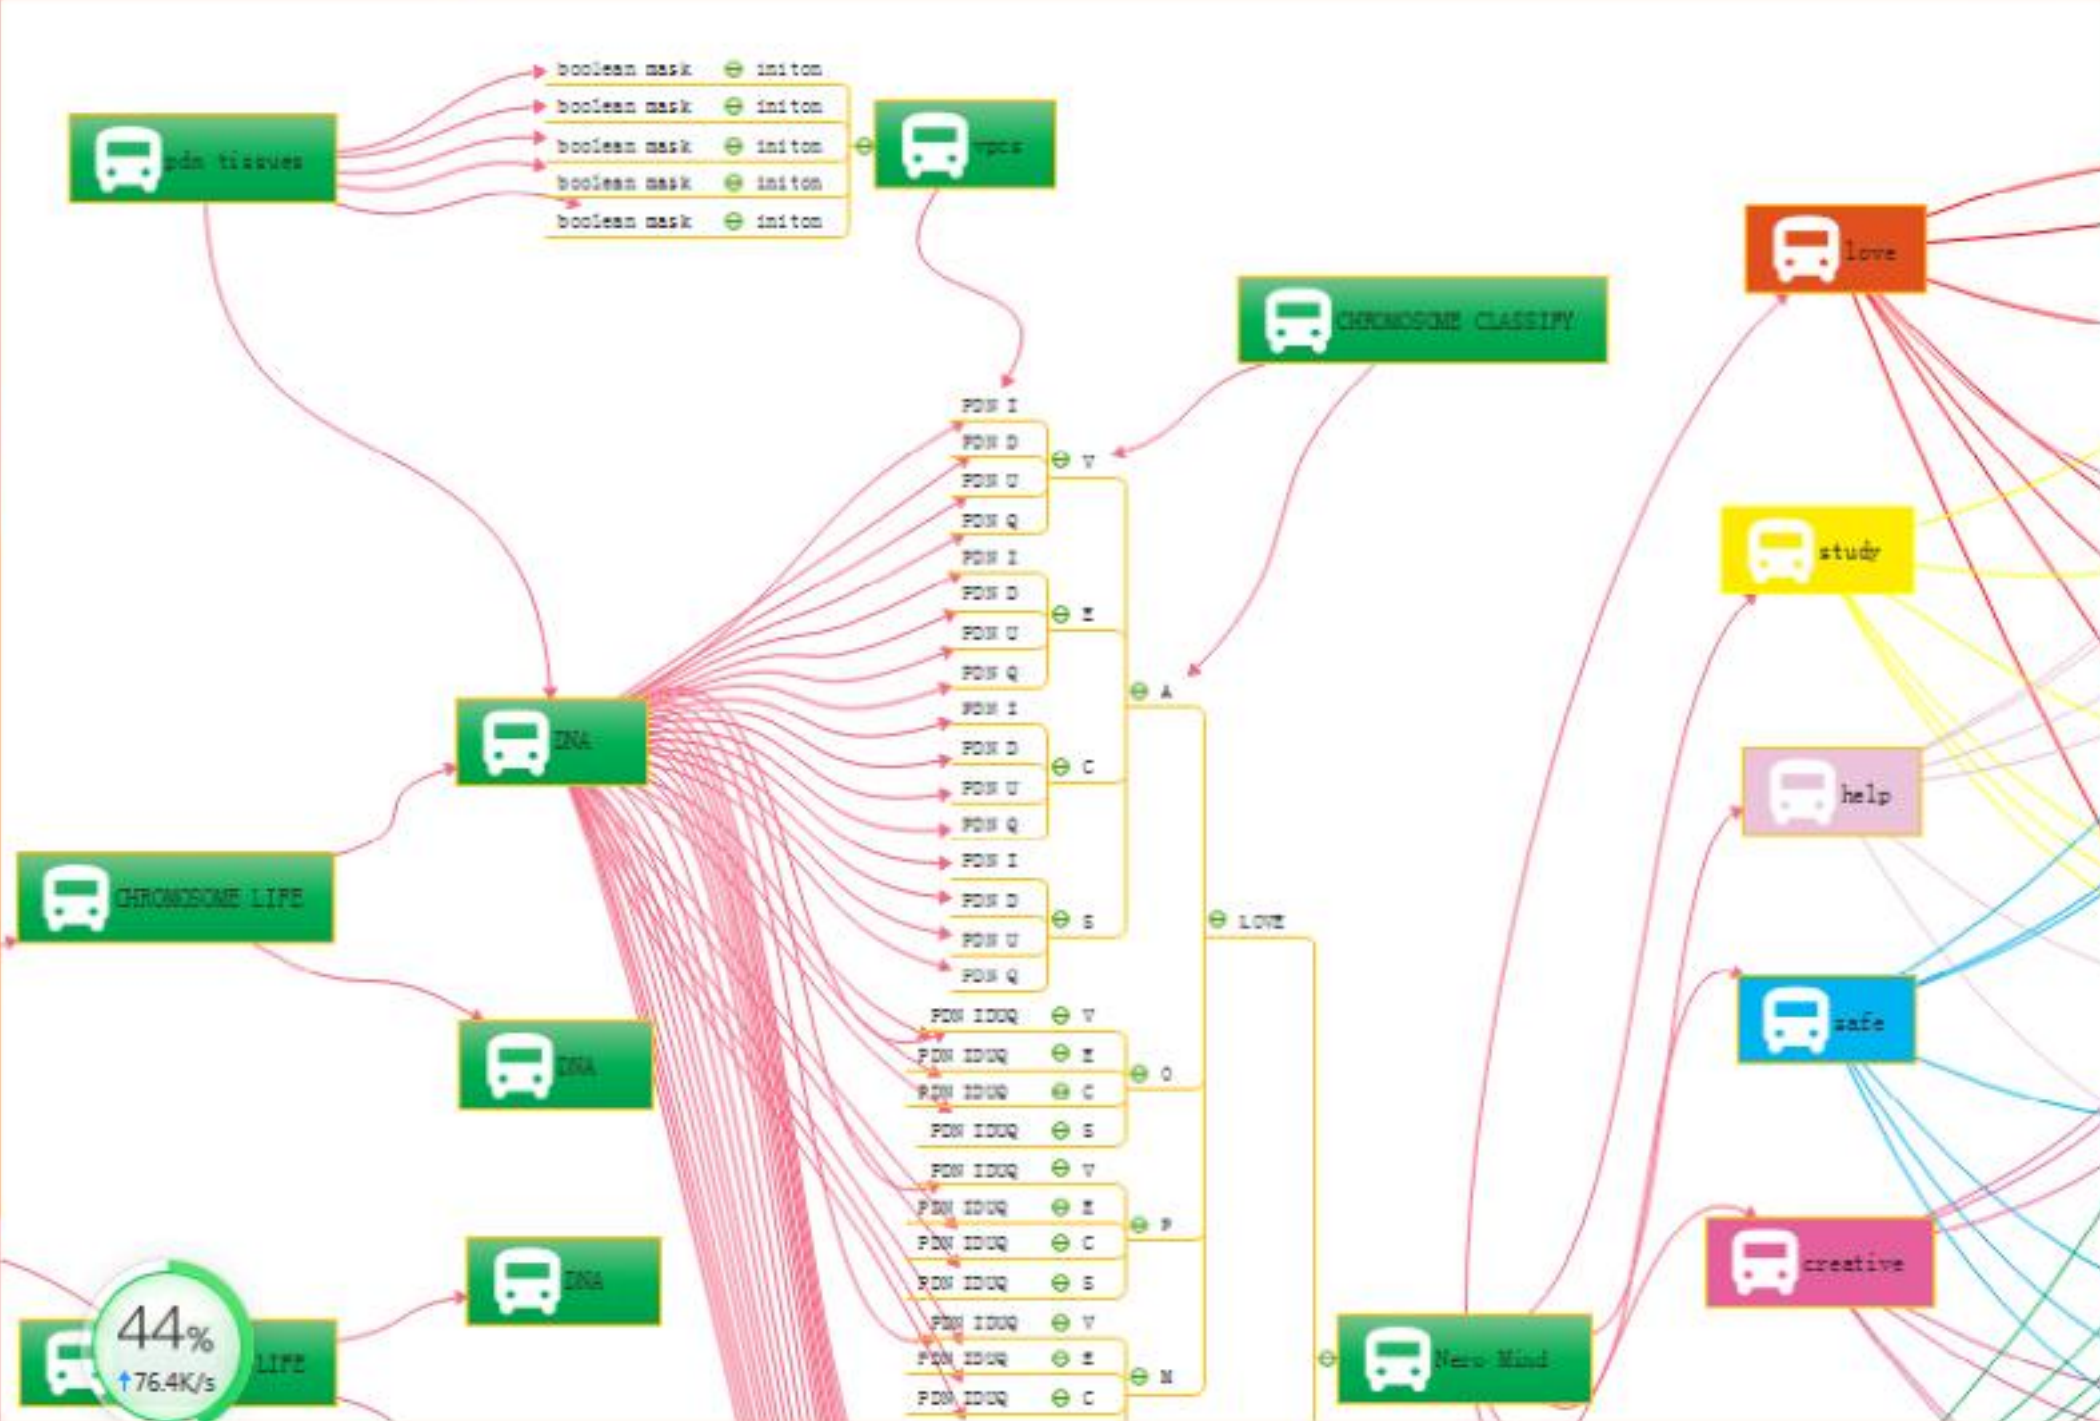 boolean mask initon
boolean mask initon
boolean mask initon
boolean mask initon
boolean mask initon
pdn tissues
vpcs
CHROMOSOME CLASSIFY
love
PDN I
PDN D
PDN U
PDN Q
V
PDN I
PDN D
PDN U
PDN Q
E
A
PDN I
PDN D
PDN U
PDN Q
C
PDN I
PDN D
PDN U
PDN Q
S
LOVE
study
help
DNA
CHROMOSOME LIFE
DNA
safe
PDN IDUQ V
PDN IDUQ E
PDN IDUQ C
PDN IDUQ S
O
PDN IDUQ V
PDN IDUQ E
PDN IDUQ C
PDN IDUQ S
P
creative
DNA
PDN IDUQ V
PDN IDUQ E
PDN IDUQ C
M
Nero Mind
LIFE
44%
76.4K/s